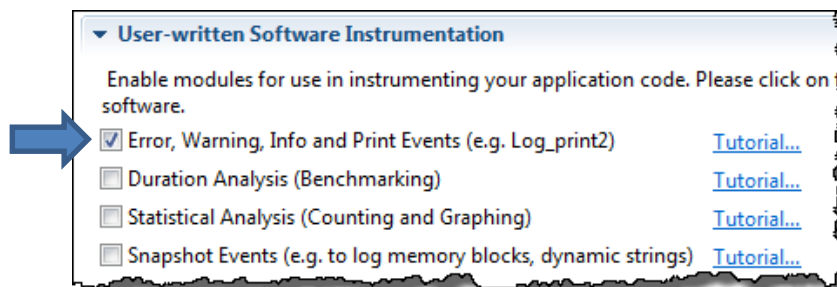 User-written Software Instrumentation
Enable modules for use in instrumenting your application code. Please click on
software.
Error, Warning, Info and Print Events (e.g. Log_print2) Tutorial...
Duration Analysis (Benchmarking) Tutorial...
Statistical Analysis (Counting and Graphing) Tutorial...
Snapshot Events (e.g. to log memory blocks, dynamic strings) Tutorial...